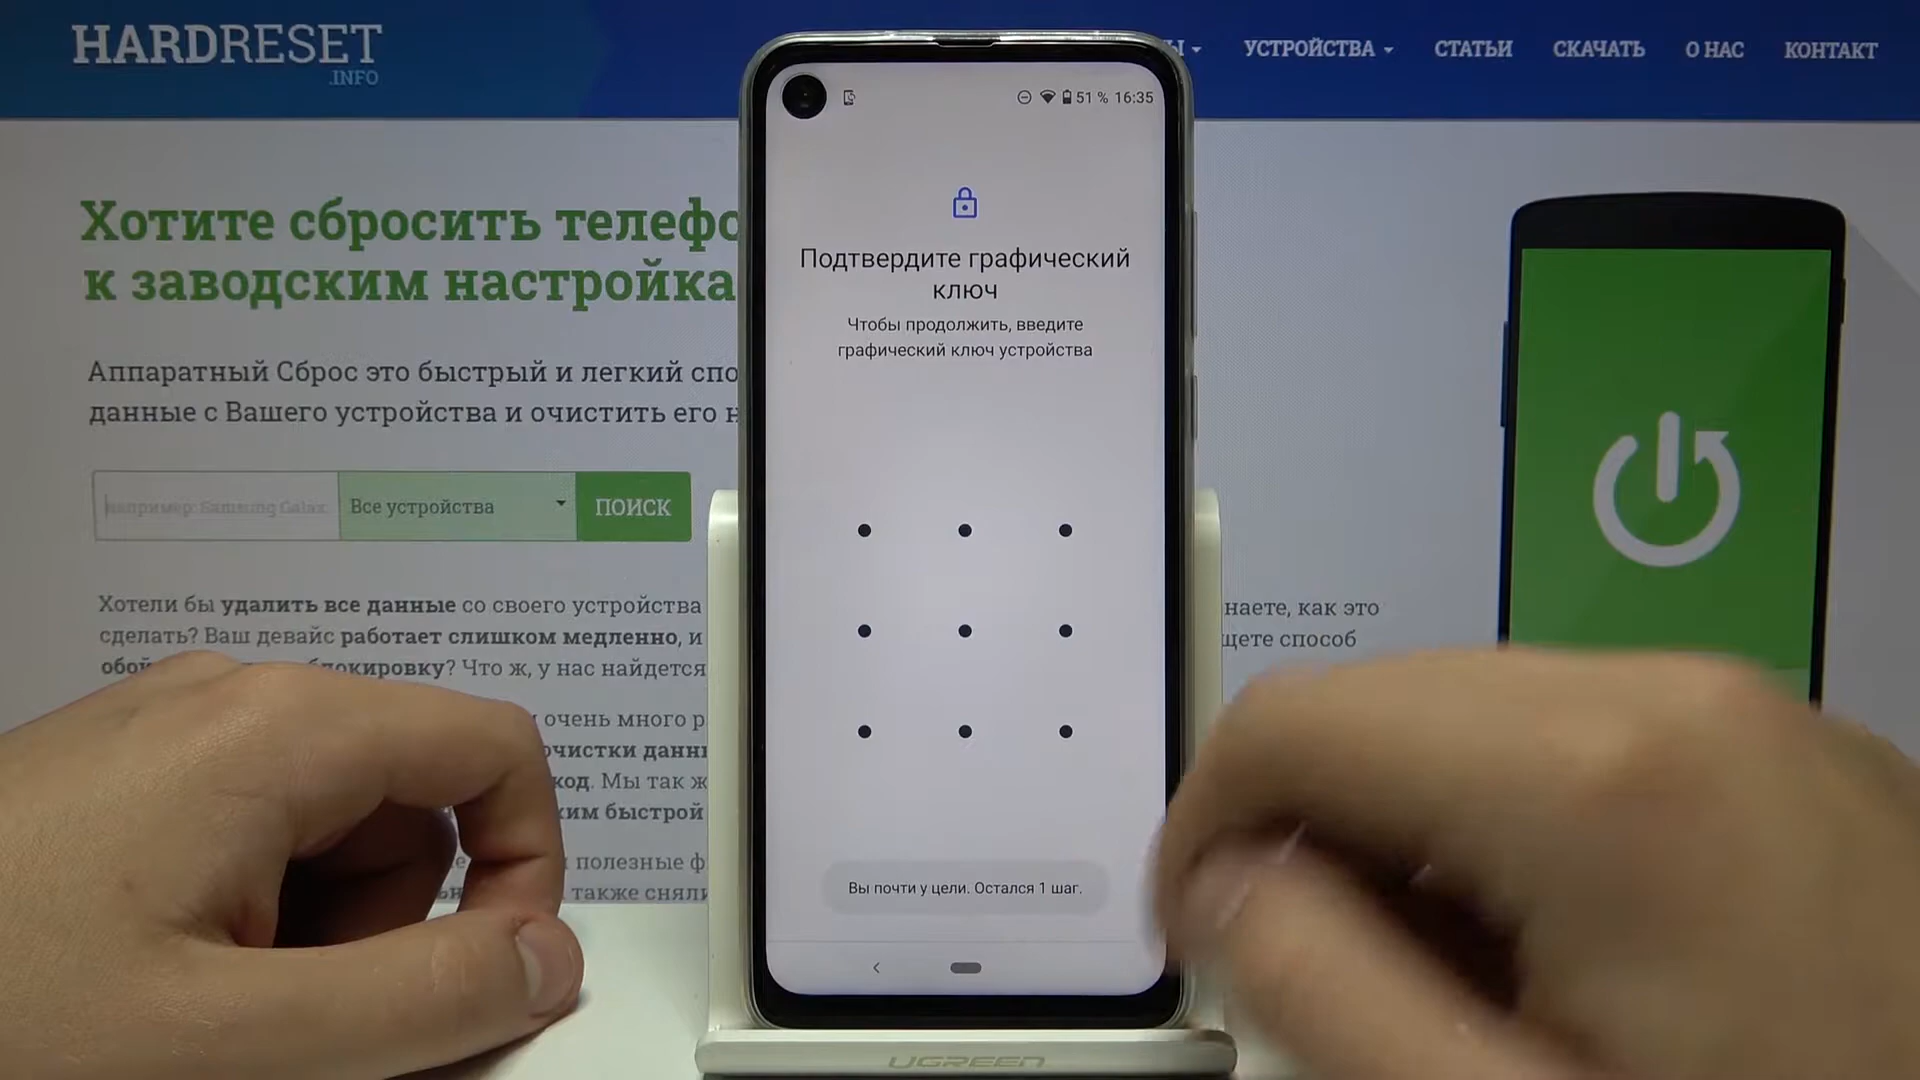 HARDRESET
.INFO
УСТРОЙСТВА
СТАТЬИ
СКАЧАТЬ
О НАС
КОНТАКТ
51 % 16:35
Хотите сбросить телефо
к заводским настройка
Аппаратный Сброс это быстрый и легкий спо
данные с Вашего устройства и очистить его н
например: Samsung Galax
Все устройства
ПОИСК
Хотели бы удалить все данные со своего устройства
сделать? Ваш девайс работает слишком медленно, и
блокировку? Что ж, у нас найдется
очень много р
очистки данн
код. Мы так ж
ким быстрой
полезные ф
также сняли
наете, как это
щете способ
Подтвердите графический
ключ
Чтобы продолжить, введите
графический ключ устройства
Вы почти у цели. Остался 1 шаг.
UGREEN